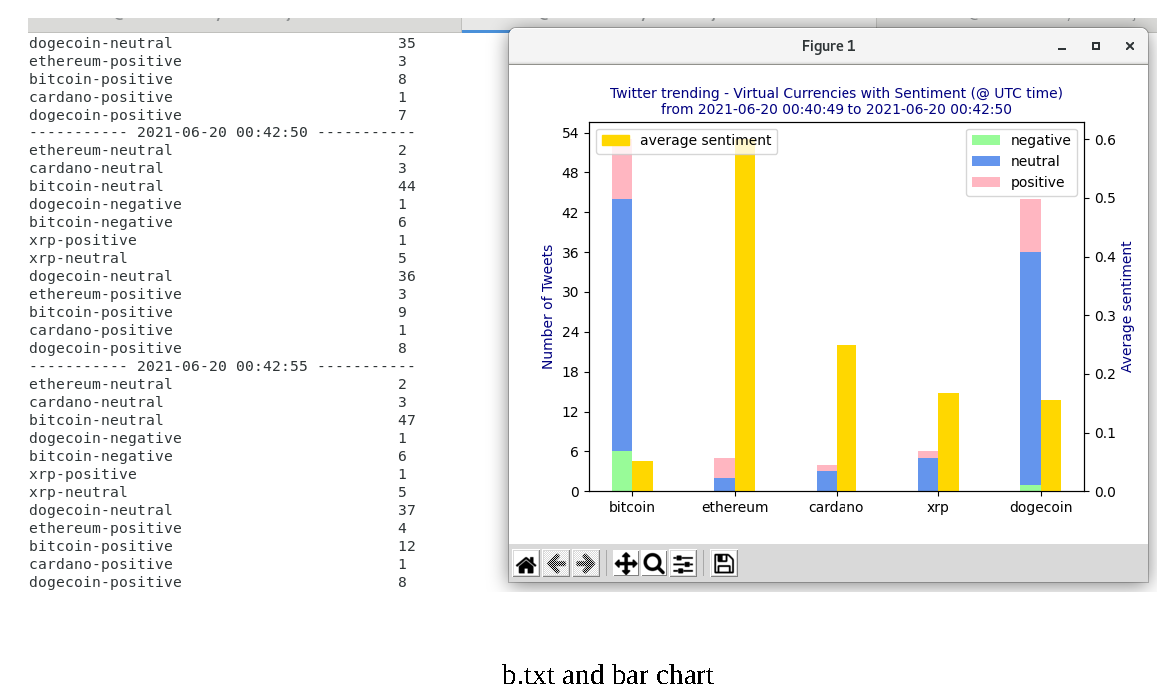 dogecoin-neutral 35
ethereum-positive 3
bitcoin-positive 8
cardano-positive 1
dogecoin-positive 7
----------- 2021-06-20 00:42:50 -----------
ethereum-neutral 2
cardano-neutral 3
bitcoin-neutral 44
dogecoin-negative 1
bitcoin-negative 6
xrp-positive 1
xrp-neutral 5
dogecoin-neutral 36
ethereum-positive 3
bitcoin-positive 9
cardano-positive 1
dogecoin-positive 8
----------- 2021-06-20 00:42:55 -----------
ethereum-neutral 2
cardano-neutral 3
bitcoin-neutral 47
dogecoin-negative 1
bitcoin-negative 6
xrp-positive 1
xrp-neutral 5
dogecoin-neutral 37
ethereum-positive 4
bitcoin-positive 12
cardano-positive 1
dogecoin-positive 8
Figure 1
Twitter trending - Virtual Currencies with Sentiment (@ UTC time)
from 2021-06-20 00:40:49 to 2021-06-20 00:42:50
average sentiment
negative
neutral
positive
Number of Tweets
54
48
42
36
30
24
18
12
6
0
0.6
0.5
0.4
0.3
0.2
0.1
0.0
Average sentiment
bitcoin ethereum cardano xrp dogecoin
b.txt and bar chart